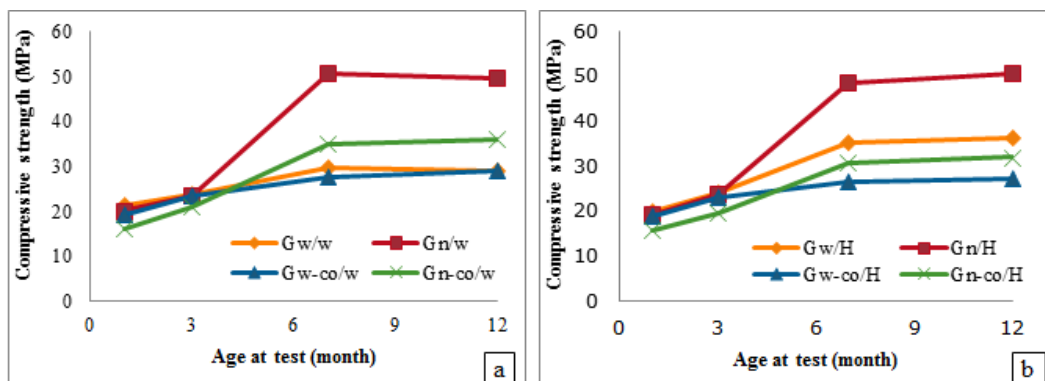 60
50
40
30
20
10
0
Compressive strength (MPa)
Gw/w Gn/w
Gw-co/w Gn-co/w
0 3 6 9 12
Age at test (month)
a
60
50
40
30
20
10
0
Compressive strength (MPa)
Gw/H Gn/H
Gw-co/H Gn-co/H
0 3 6 9 12
Age at test (month)
b